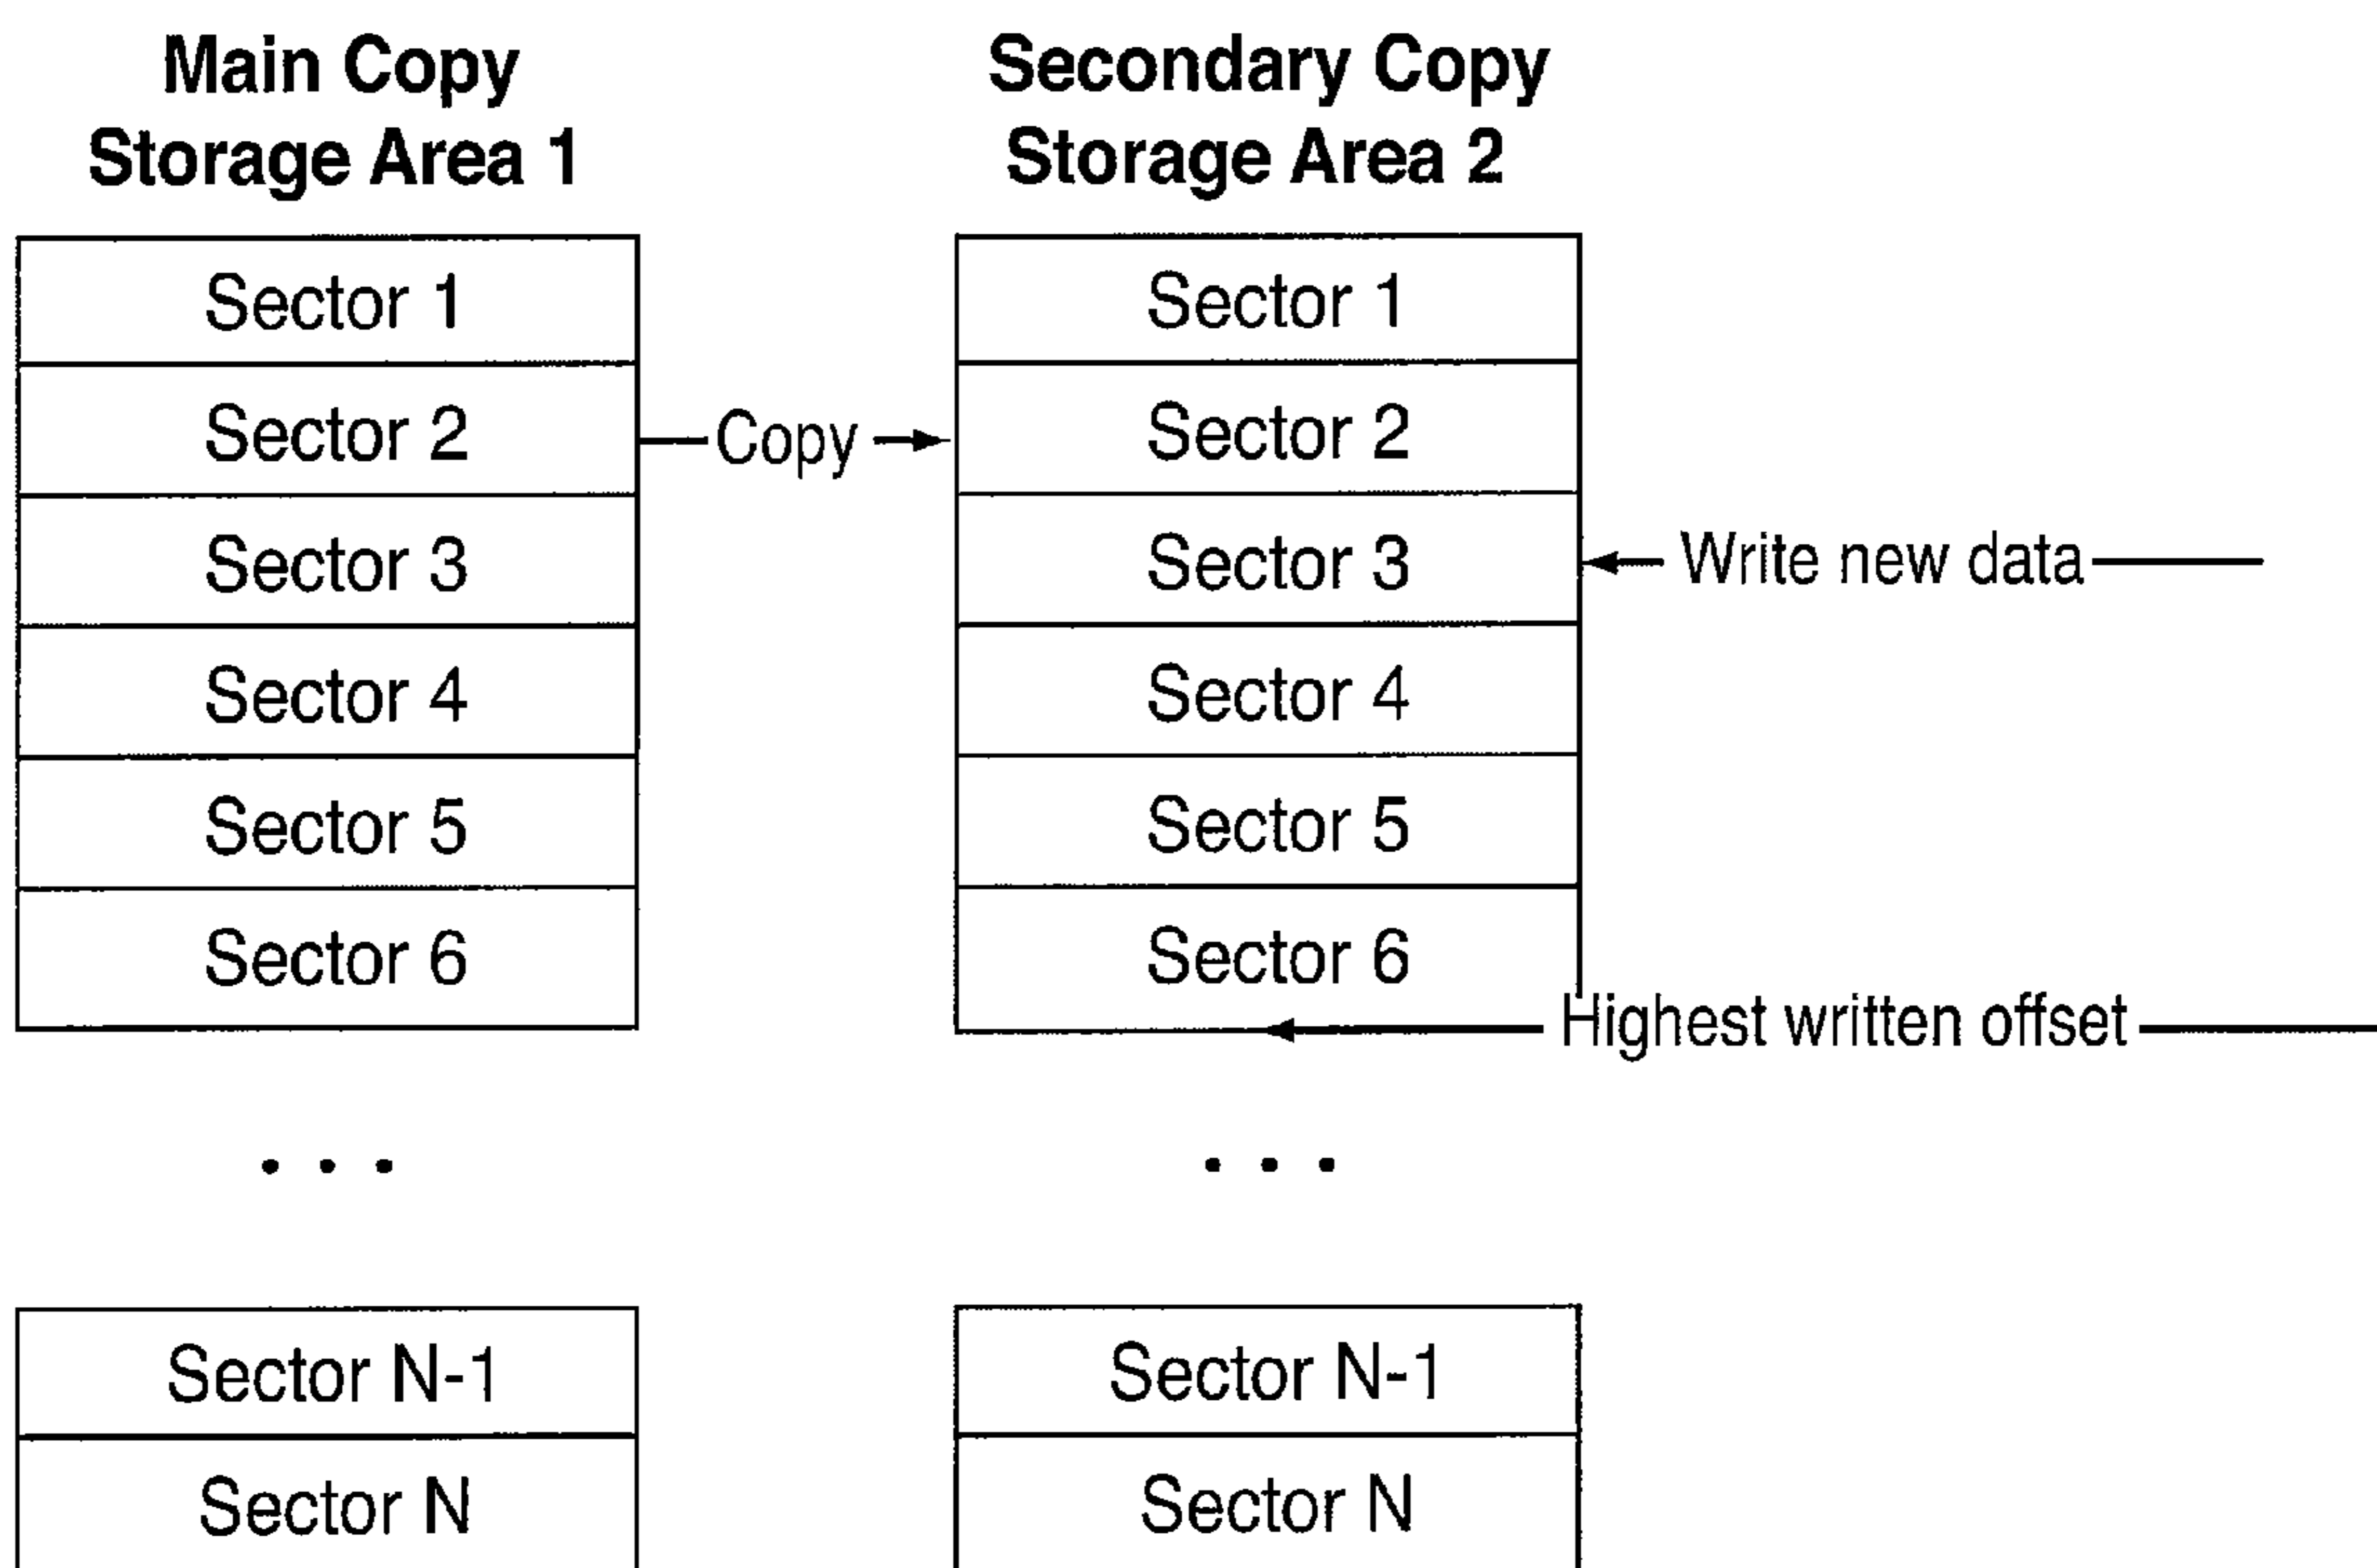 Main Copy
Storage Area 1
Secondary Copy
Storage Area 2
Sector 1
Sector 2
Sector 3
Sector 4
Sector 5
Sector 6
. . .
Sector N-1
Sector N
Copy
Sector 1
Sector 2
Sector 3
Sector 4
Sector 5
Sector 6
. . .
Sector N-1
Sector N
Write new data
Highest written offset